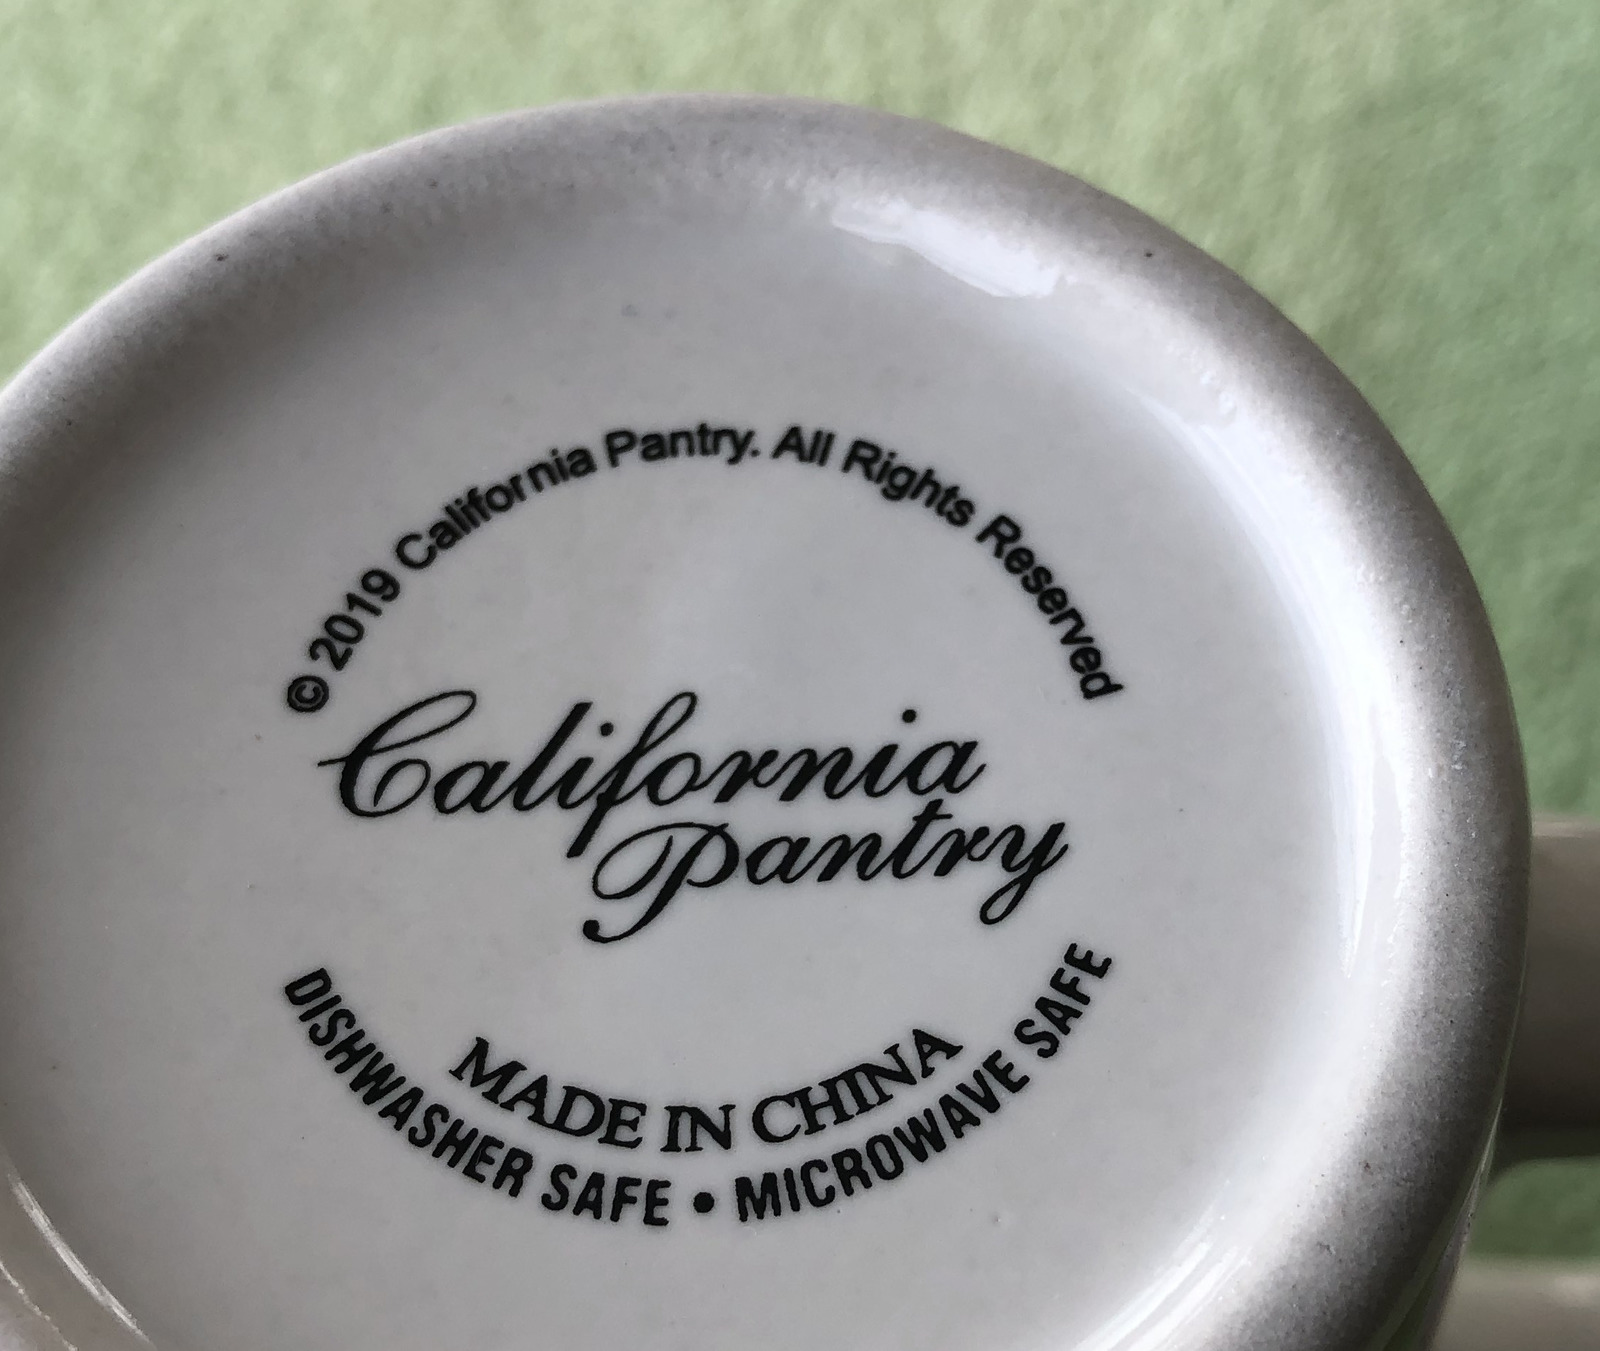 © 2019 California Pantry. All Rights Reserved
California
Pantry
MADE IN CHINA
DISHWASHER SAFE • MICROWAVE SAFE